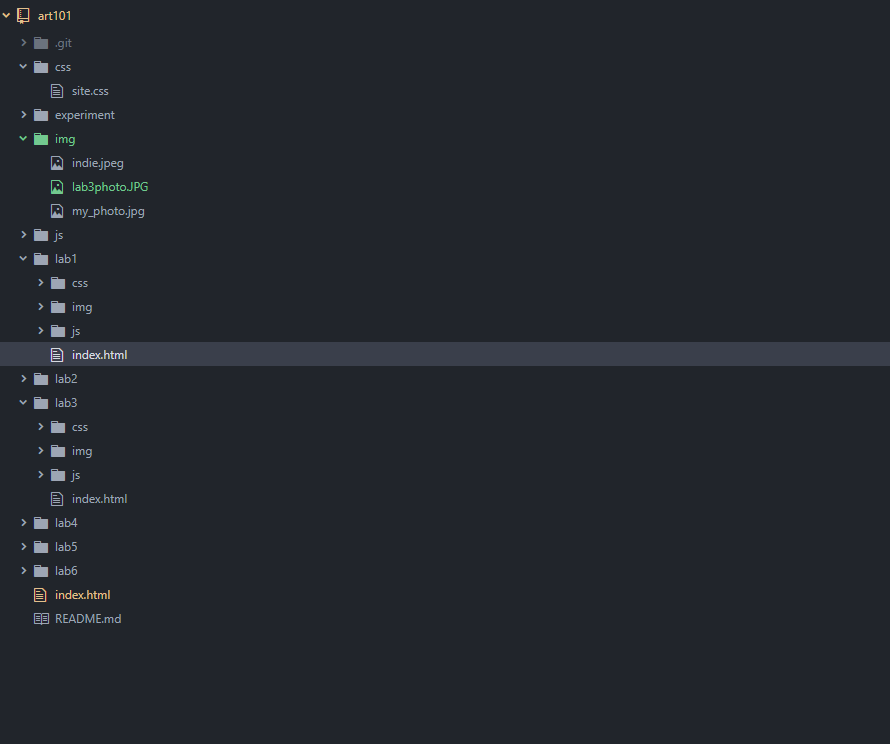 art101
.git
css
site.css
experiment
img
indie.jpeg
lab3photo.JPG
my_photo.jpg
js
lab1
css
img
js
index.html
lab2
lab3
css
img
js
index.html
lab4
lab5
lab6
index.html
README.md